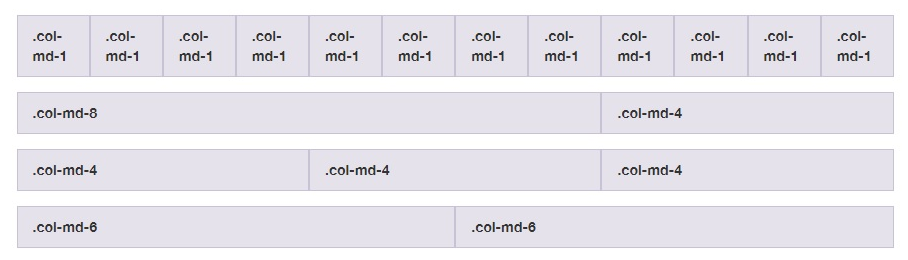 .col- .col- .col- .col- .col- .col- .col- .col- .col- .col- .col- .col-
md-1 md-1 md-1 md-1 md-1 md-1 md-1 md-1 md-1 md-1 md-1 md-1
.col-md-8 .col-md-4
.col-md-4 .col-md-4 .col-md-4
.col-md-6 .col-md-6